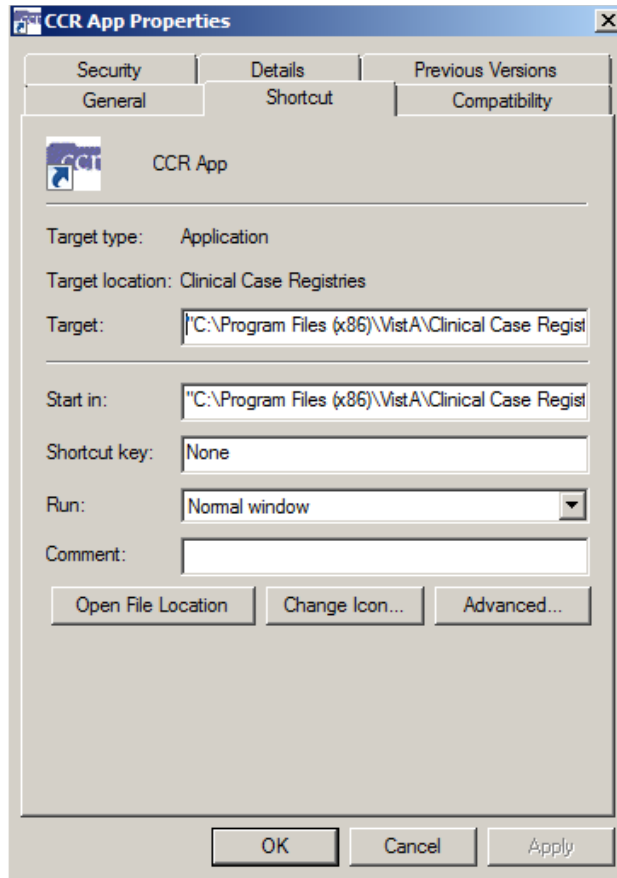 CCR App Properties
Security Details Previous Versions
General Shortcut Compatibility
ccr CCR App
Target type: Application
Target location: Clinical Case Registries
Target: "C:\Program Files (x86)\VistA\Clinical Case Regist
Start in: "C:\Program Files (x86)\VistA\Clinical Case Regist
Shortcut key: None
Run: Normal window
Comment:
Open File Location Change Icon... Advanced...
OK Cancel Apply